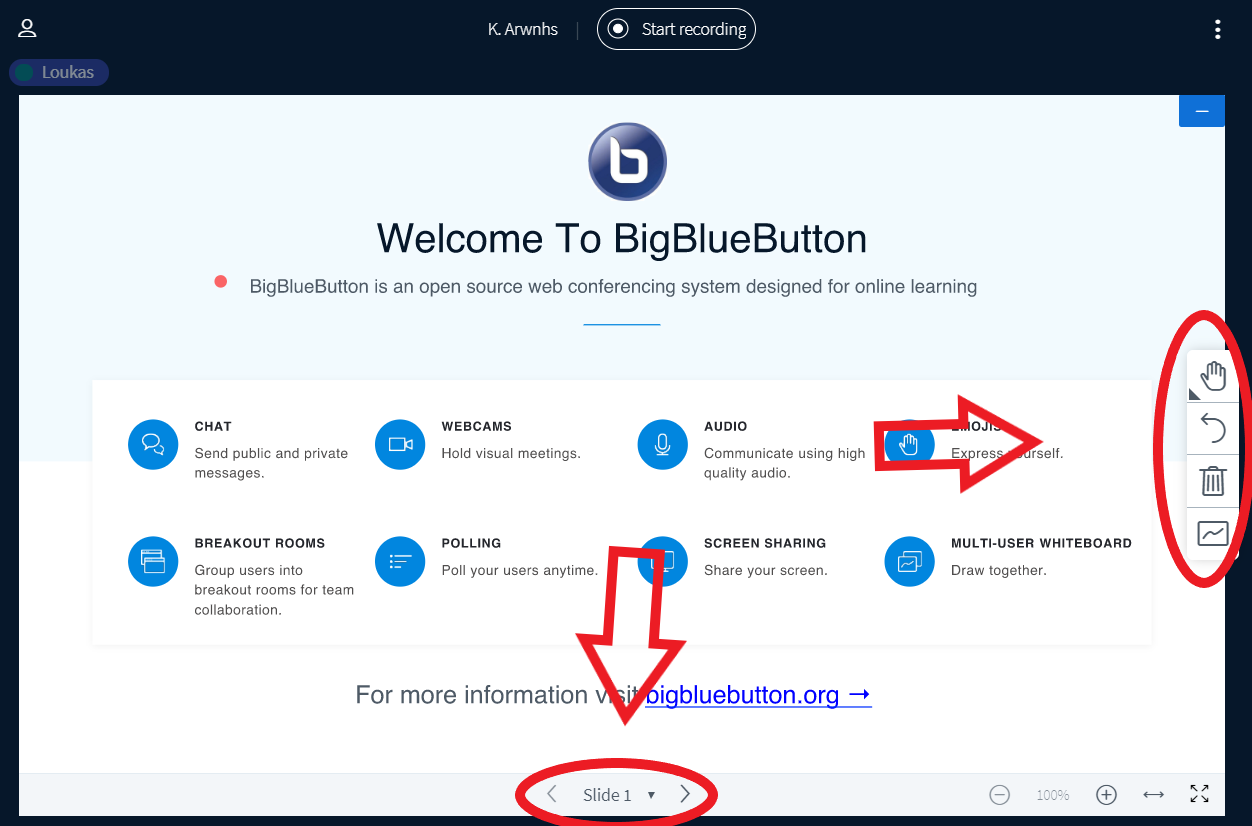 K. Arwnhs
Start recording
Loukas
Welcome To BigBlueButton
BigBlueButton is an open source web conferencing system designed for online learning
CHAT
Send public and private
messages.
WEBCAMS
Hold visual meetings.
AUDIO
Communicate using high
quality audio.
EMOJIS
Express yourself.
BREAKOUT ROOMS
Group users into
breakout rooms for team
collaboration.
POLLING
Poll your users anytime.
SCREEN SHARING
Share your screen.
MULTI-USER WHITEBOARD
Draw together.
For more information visit bigbluebutton.org →
Slide 1
100%